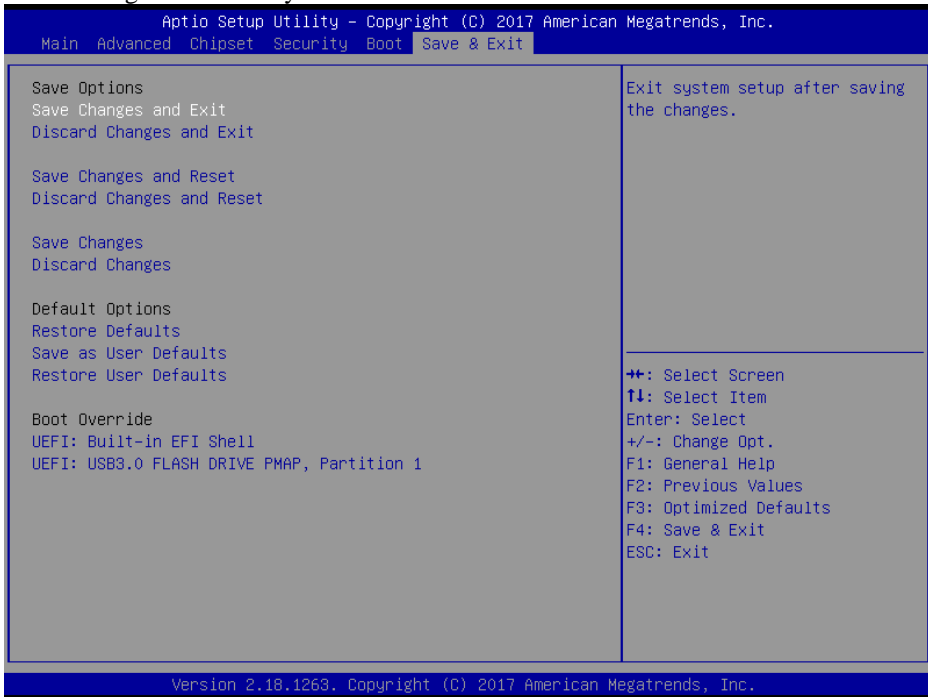 Aptio Setup Utility – Copyright (C) 2017 American Megatrends, Inc.
Main Advanced Chipset Security Boot Save & Exit
Save Options
Save Changes and Exit
Discard Changes and Exit
Save Changes and Reset
Discard Changes and Reset
Save Changes
Discard Changes
Default Options
Restore Defaults
Save as User Defaults
Restore User Defaults
Boot Override
UEFI: Built-in EFI Shell
UEFI: USB3.0 FLASH DRIVE PMAP, Partition 1
Exit system setup after saving
the changes.
→←: Select Screen
↑↓: Select Item
Enter: Select
+/-: Change Opt.
F1: General Help
F2: Previous Values
F3: Optimized Defaults
F4: Save & Exit
ESC: Exit
Version 2.18.1263. Copyright (C) 2017 American Megatrends, Inc.